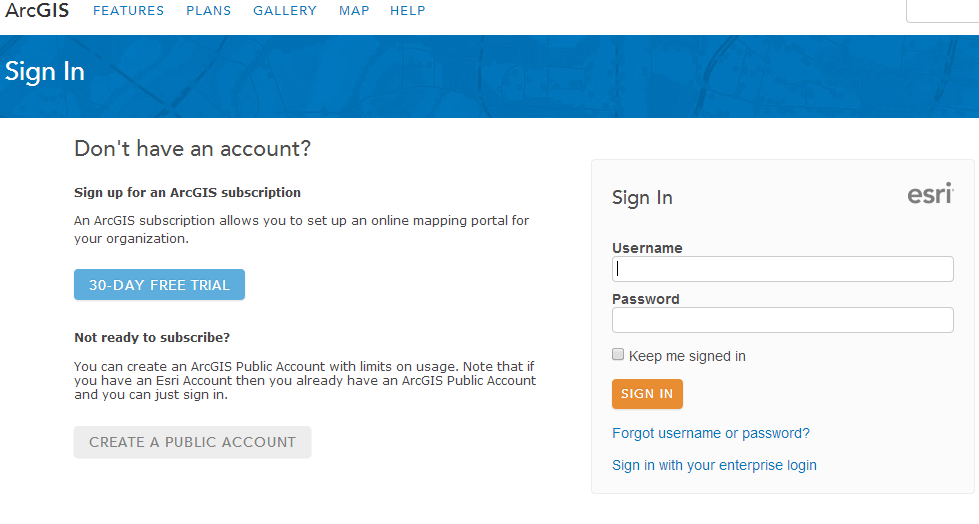 ArcGIS FEATURES PLANS GALLERY MAP HELP
Sign In
Don't have an account?
Sign up for an ArcGIS subscription
An ArcGIS subscription allows you to set up an online mapping portal for
your organization.
30-DAY FREE TRIAL
Not ready to subscribe?
You can create an ArcGIS Public Account with limits on usage. Note that if
you have an Esri Account then you already have an ArcGIS Public Account
and you can just sign in.
CREATE A PUBLIC ACCOUNT
Sign In
esri
Username
Password
Keep me signed in
SIGN IN
Forgot username or password?
Sign in with your enterprise login